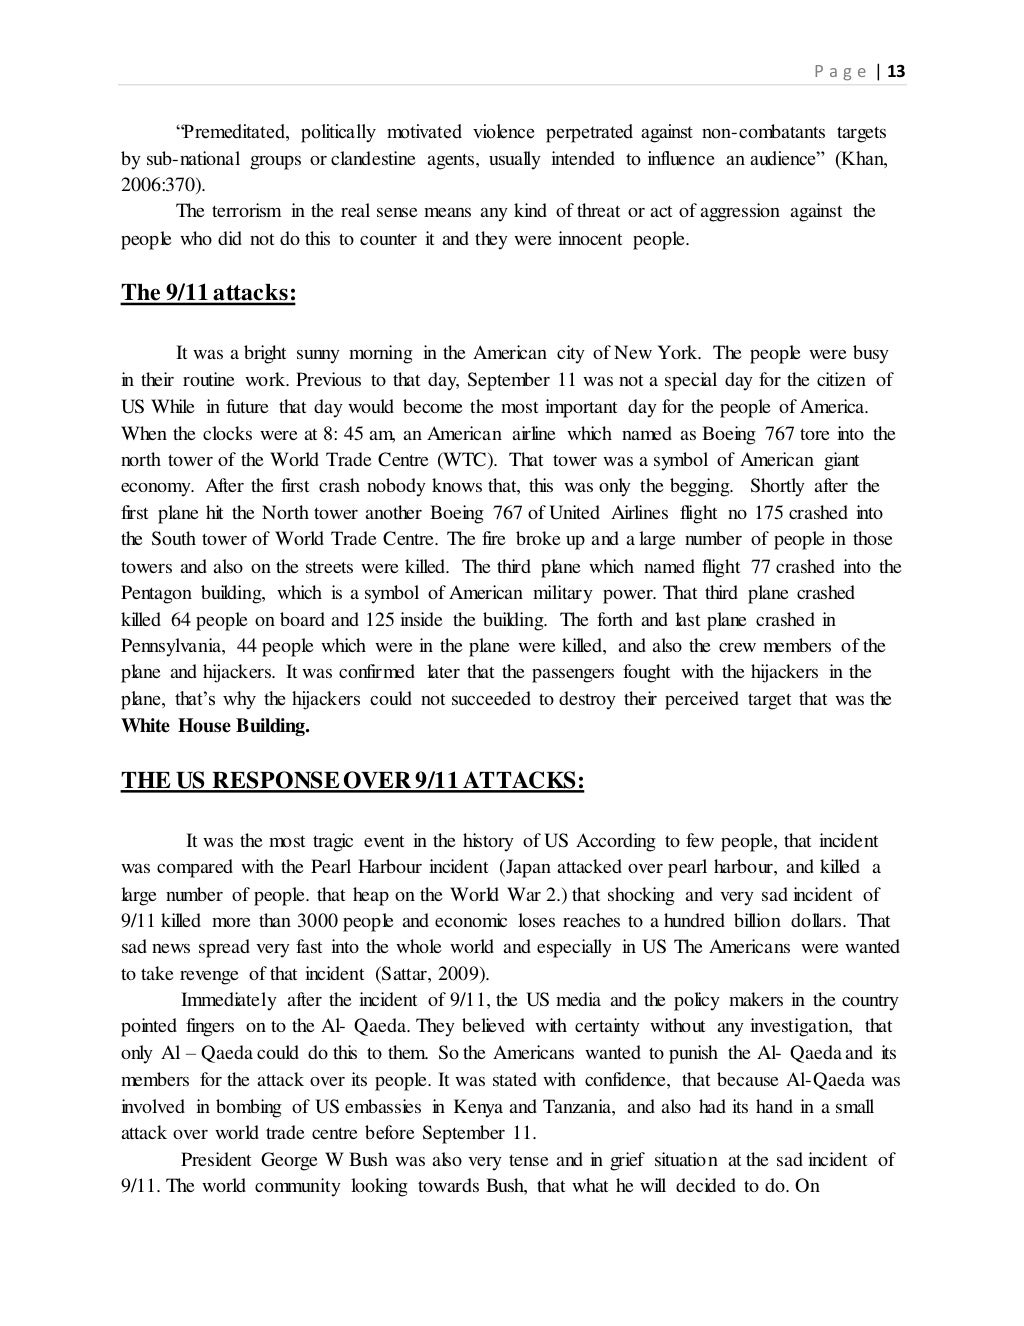 Page | 13
“Premeditated, politically motivated violence perpetrated against non-combatants targets
by sub-national groups or clandestine agents, usually intended to influence an audience” (Khan,
2006:370).
The terrorism in the real sense means any kind of threat or act of aggression against the
people who did not do this to counter it and they were innocent people.
The 9/11 attacks:
It was a bright sunny morning in the American city of New York. The people were busy
in their routine work. Previous to that day, September 11 was not a special day for the citizen of
US While in future that day would become the most important day for the people of America.
When the clocks were at 8: 45 am, an American airline which named as Boeing 767 tore into the
north tower of the World Trade Centre (WTC). That tower was a symbol of American giant
economy. After the first crash nobody knows that, this was only the begging. Shortly after the
first plane hit the North tower another Boeing 767 of United Airlines flight no 175 crashed into
the South tower of World Trade Centre. The fire broke up and a large number of people in those
towers and also on the streets were killed. The third plane which named flight 77 crashed into the
Pentagon building, which is a symbol of American military power. That third plane crashed
killed 64 people on board and 125 inside the building. The forth and last plane crashed in
Pennsylvania, 44 people which were in the plane were killed, and also the crew members of the
plane and hijackers. It was confirmed later that the passengers fought with the hijackers in the
plane, that’s why the hijackers could not succeeded to destroy their perceived target that was the
White House Building.
THE US RESPONSE OVER 9/11 ATTACKS:
It was the most tragic event in the history of US According to few people, that incident
was compared with the Pearl Harbour incident (Japan attacked over pearl harbour, and killed a
large number of people. that heap on the World War 2.) that shocking and very sad incident of
9/11 killed more than 3000 people and economic loses reaches to a hundred billion dollars. That
sad news spread very fast into the whole world and especially in US The Americans were wanted
to take revenge of that incident (Sattar, 2009).
Immediately after the incident of 9/11, the US media and the policy makers in the country
pointed fingers on to the Al- Qaeda. They believed with certainty without any investigation, that
only Al – Qaeda could do this to them. So the Americans wanted to punish the Al- Qaeda and its
members for the attack over its people. It was stated with confidence, that because Al-Qaeda was
involved in bombing of US embassies in Kenya and Tanzania, and also had its hand in a small
attack over world trade centre before September 11.
President George W Bush was also very tense and in grief situation at the sad incident of
9/11. The world community looking towards Bush, that what he will decided to do. On